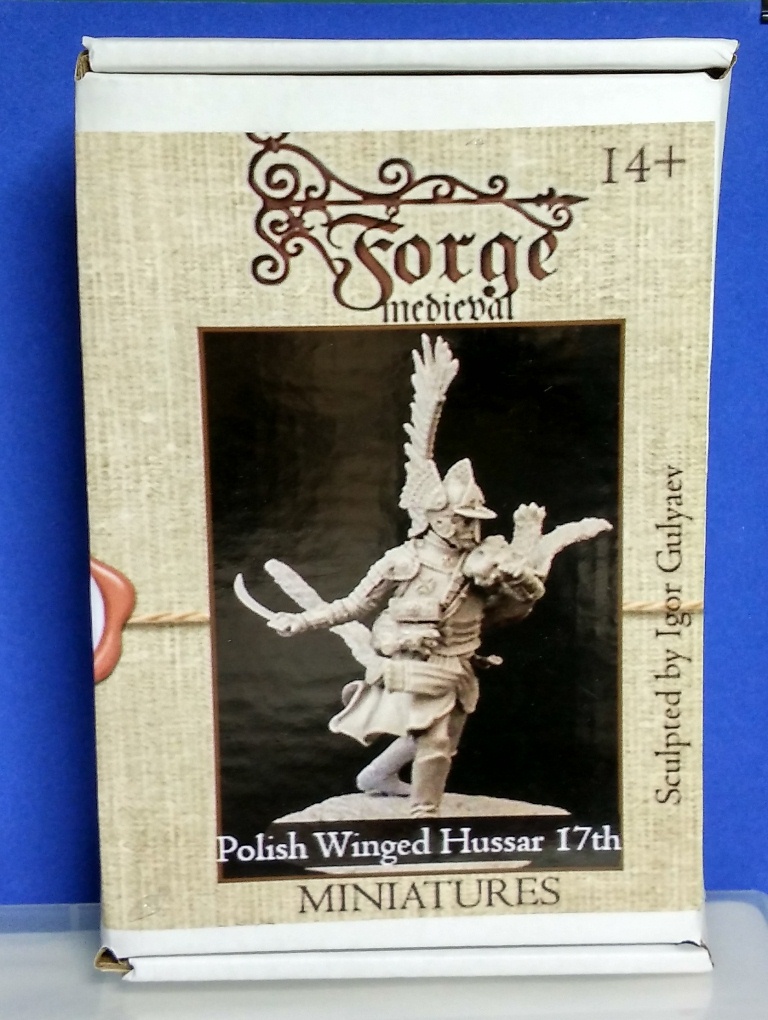 14+
Forge
medieval
Sculpted by Igor Gulyaev
Polish Winged Hussar 17th
MINIATURES